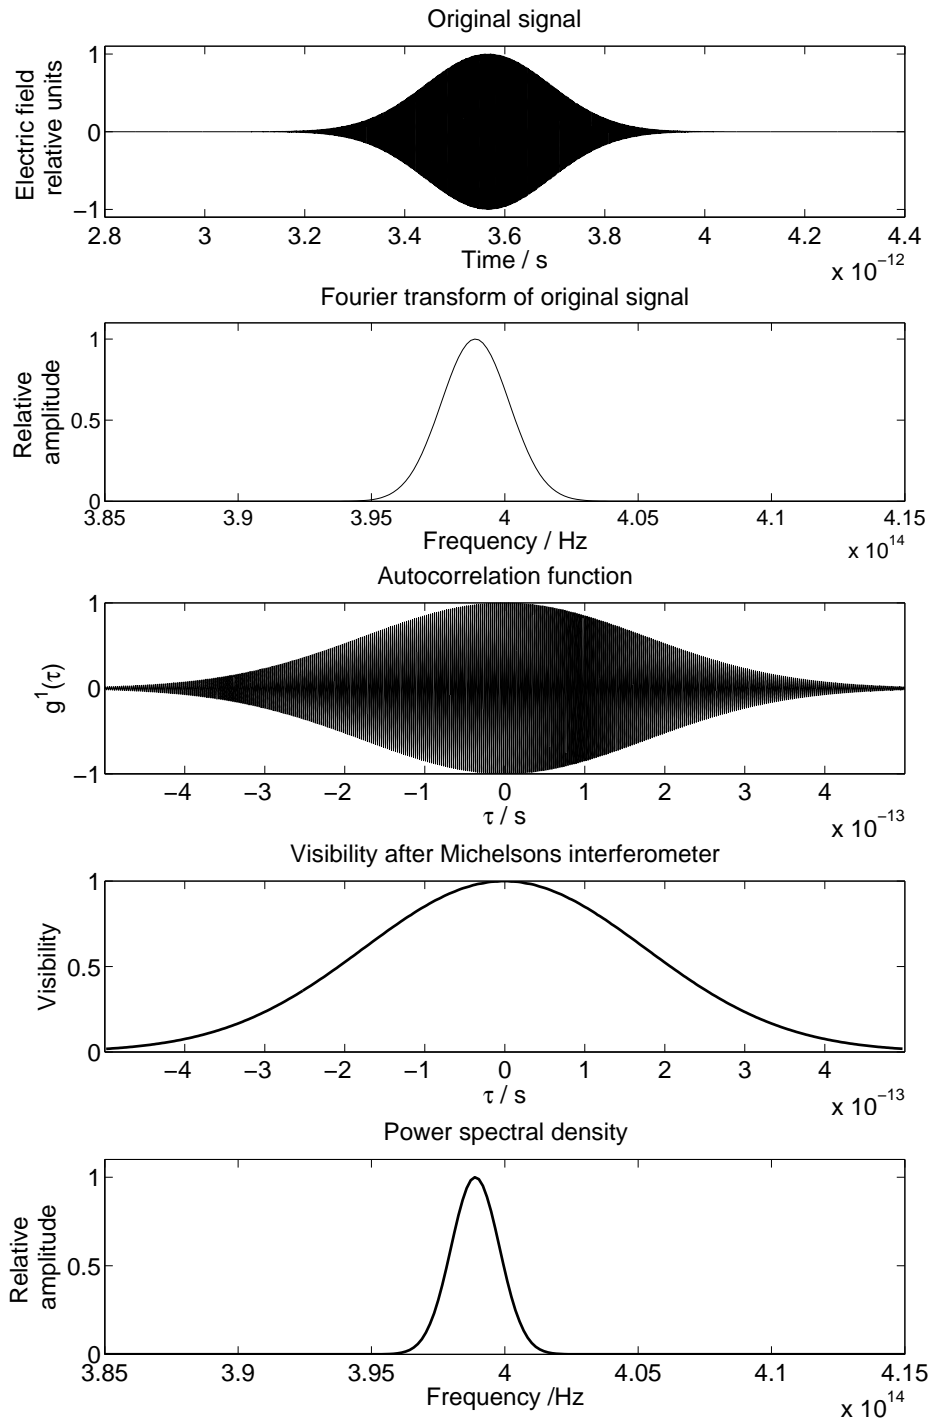 Original signal
Electric field
relative units
1
0
−1
2.8 3 3.2 3.4 3.6 3.8 4 4.2 4.4
Time / s
x 10^−12
Fourier transform of original signal
Relative
amplitude
1
0.5
0
3.85 3.9 3.95 4 4.05 4.1 4.15
Frequency / Hz
x 10^14
Autocorrelation function
g^1(τ)
1
0
−1
−4 −3 −2 −1 0 1 2 3 4
τ / s
x 10^−13
Visibility after Michelsons interferometer
Visibility
1
0.5
0
−4 −3 −2 −1 0 1 2 3 4
τ / s
x 10^−13
Power spectral density
Relative
amplitude
1
0.5
0
3.85 3.9 3.95 4 4.05 4.1 4.15
Frequency /Hz
x 10^14